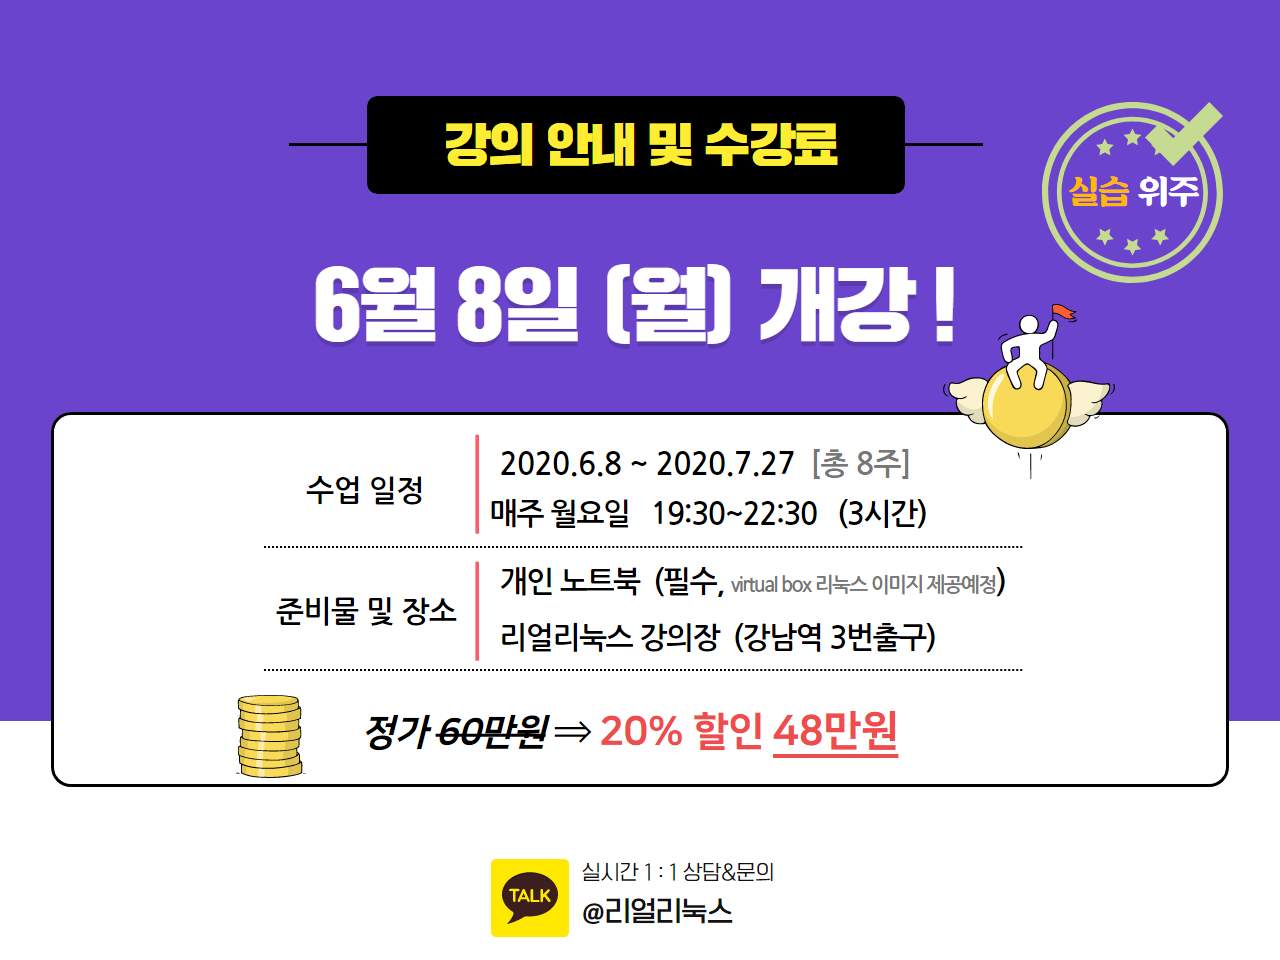 강의 안내 및 수강료
실습 위주
6월 8일 (월) 개강 !
수업 일정
2020.6.8 ~ 2020.7.27 [총 8주]
매주 월요일 19:30~22:30 (3시간)
준비물 및 장소
개인 노트북 (필수, virtual box 리눅스 이미지 제공예정)
리얼리눅스 강의장 (강남역 3번출구)
정가 60만원 ⇒ 20% 할인 48만원
TALK
실시간 1 : 1 상담&문의
@리얼리눅스